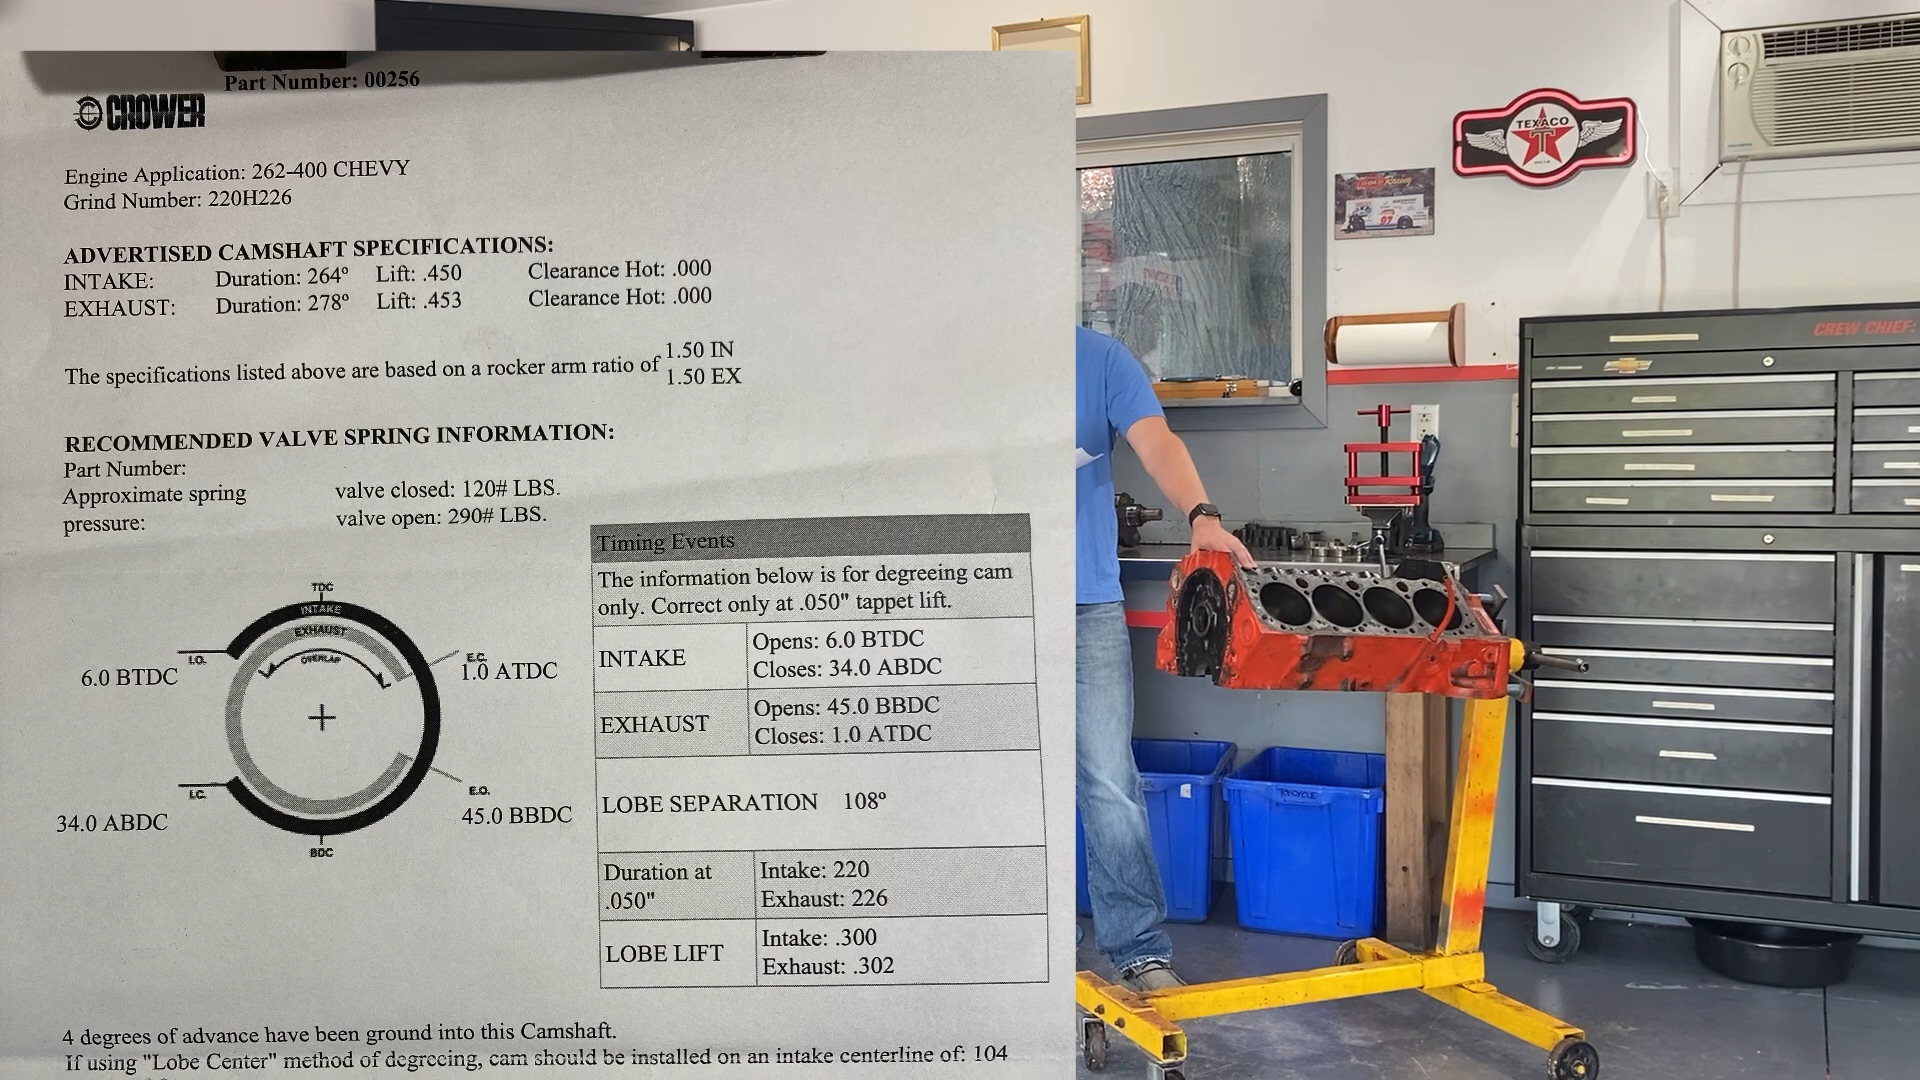 Part Number: 00256
CROWER
Engine Application: 262-400 CHEVY
Grind Number: 220H226
ADVERTISED CAMSHAFT SPECIFICATIONS:
INTAKE: Duration: 264º Lift: .450 Clearance Hot: .000
EXHAUST: Duration: 278º Lift: .453 Clearance Hot: .000
The specifications listed above are based on a rocker arm ratio of 1.50 IN
1.50 EX
RECOMMENDED VALVE SPRING INFORMATION:
Part Number:
Approximate spring valve closed: 120# LBS.
pressure: valve open: 290# LBS.
TDC
INTAKE
EXHAUST
OVERLAP
I.O.
6.0 BTDC
E.C.
1.0 ATDC
I.C.
34.0 ABDC
E.O.
45.0 BBDC
BDC
Timing Events
The information below is for degreeing cam
only. Correct only at .050" tappet lift.
INTAKE Opens: 6.0 BTDC
Closes: 34.0 ABDC
EXHAUST Opens: 45.0 BBDC
Closes: 1.0 ATDC
LOBE SEPARATION 108º
Duration at Intake: 220
.050" Exhaust: 226
LOBE LIFT Intake: .300
Exhaust: .302
4 degrees of advance have been ground into this Camshaft.
If using "Lobe Center" method of degreeing, cam should be installed on an intake centerline of: 104
TEXACO
T
Racing
97
CREW CHIEF:
RECYCLE